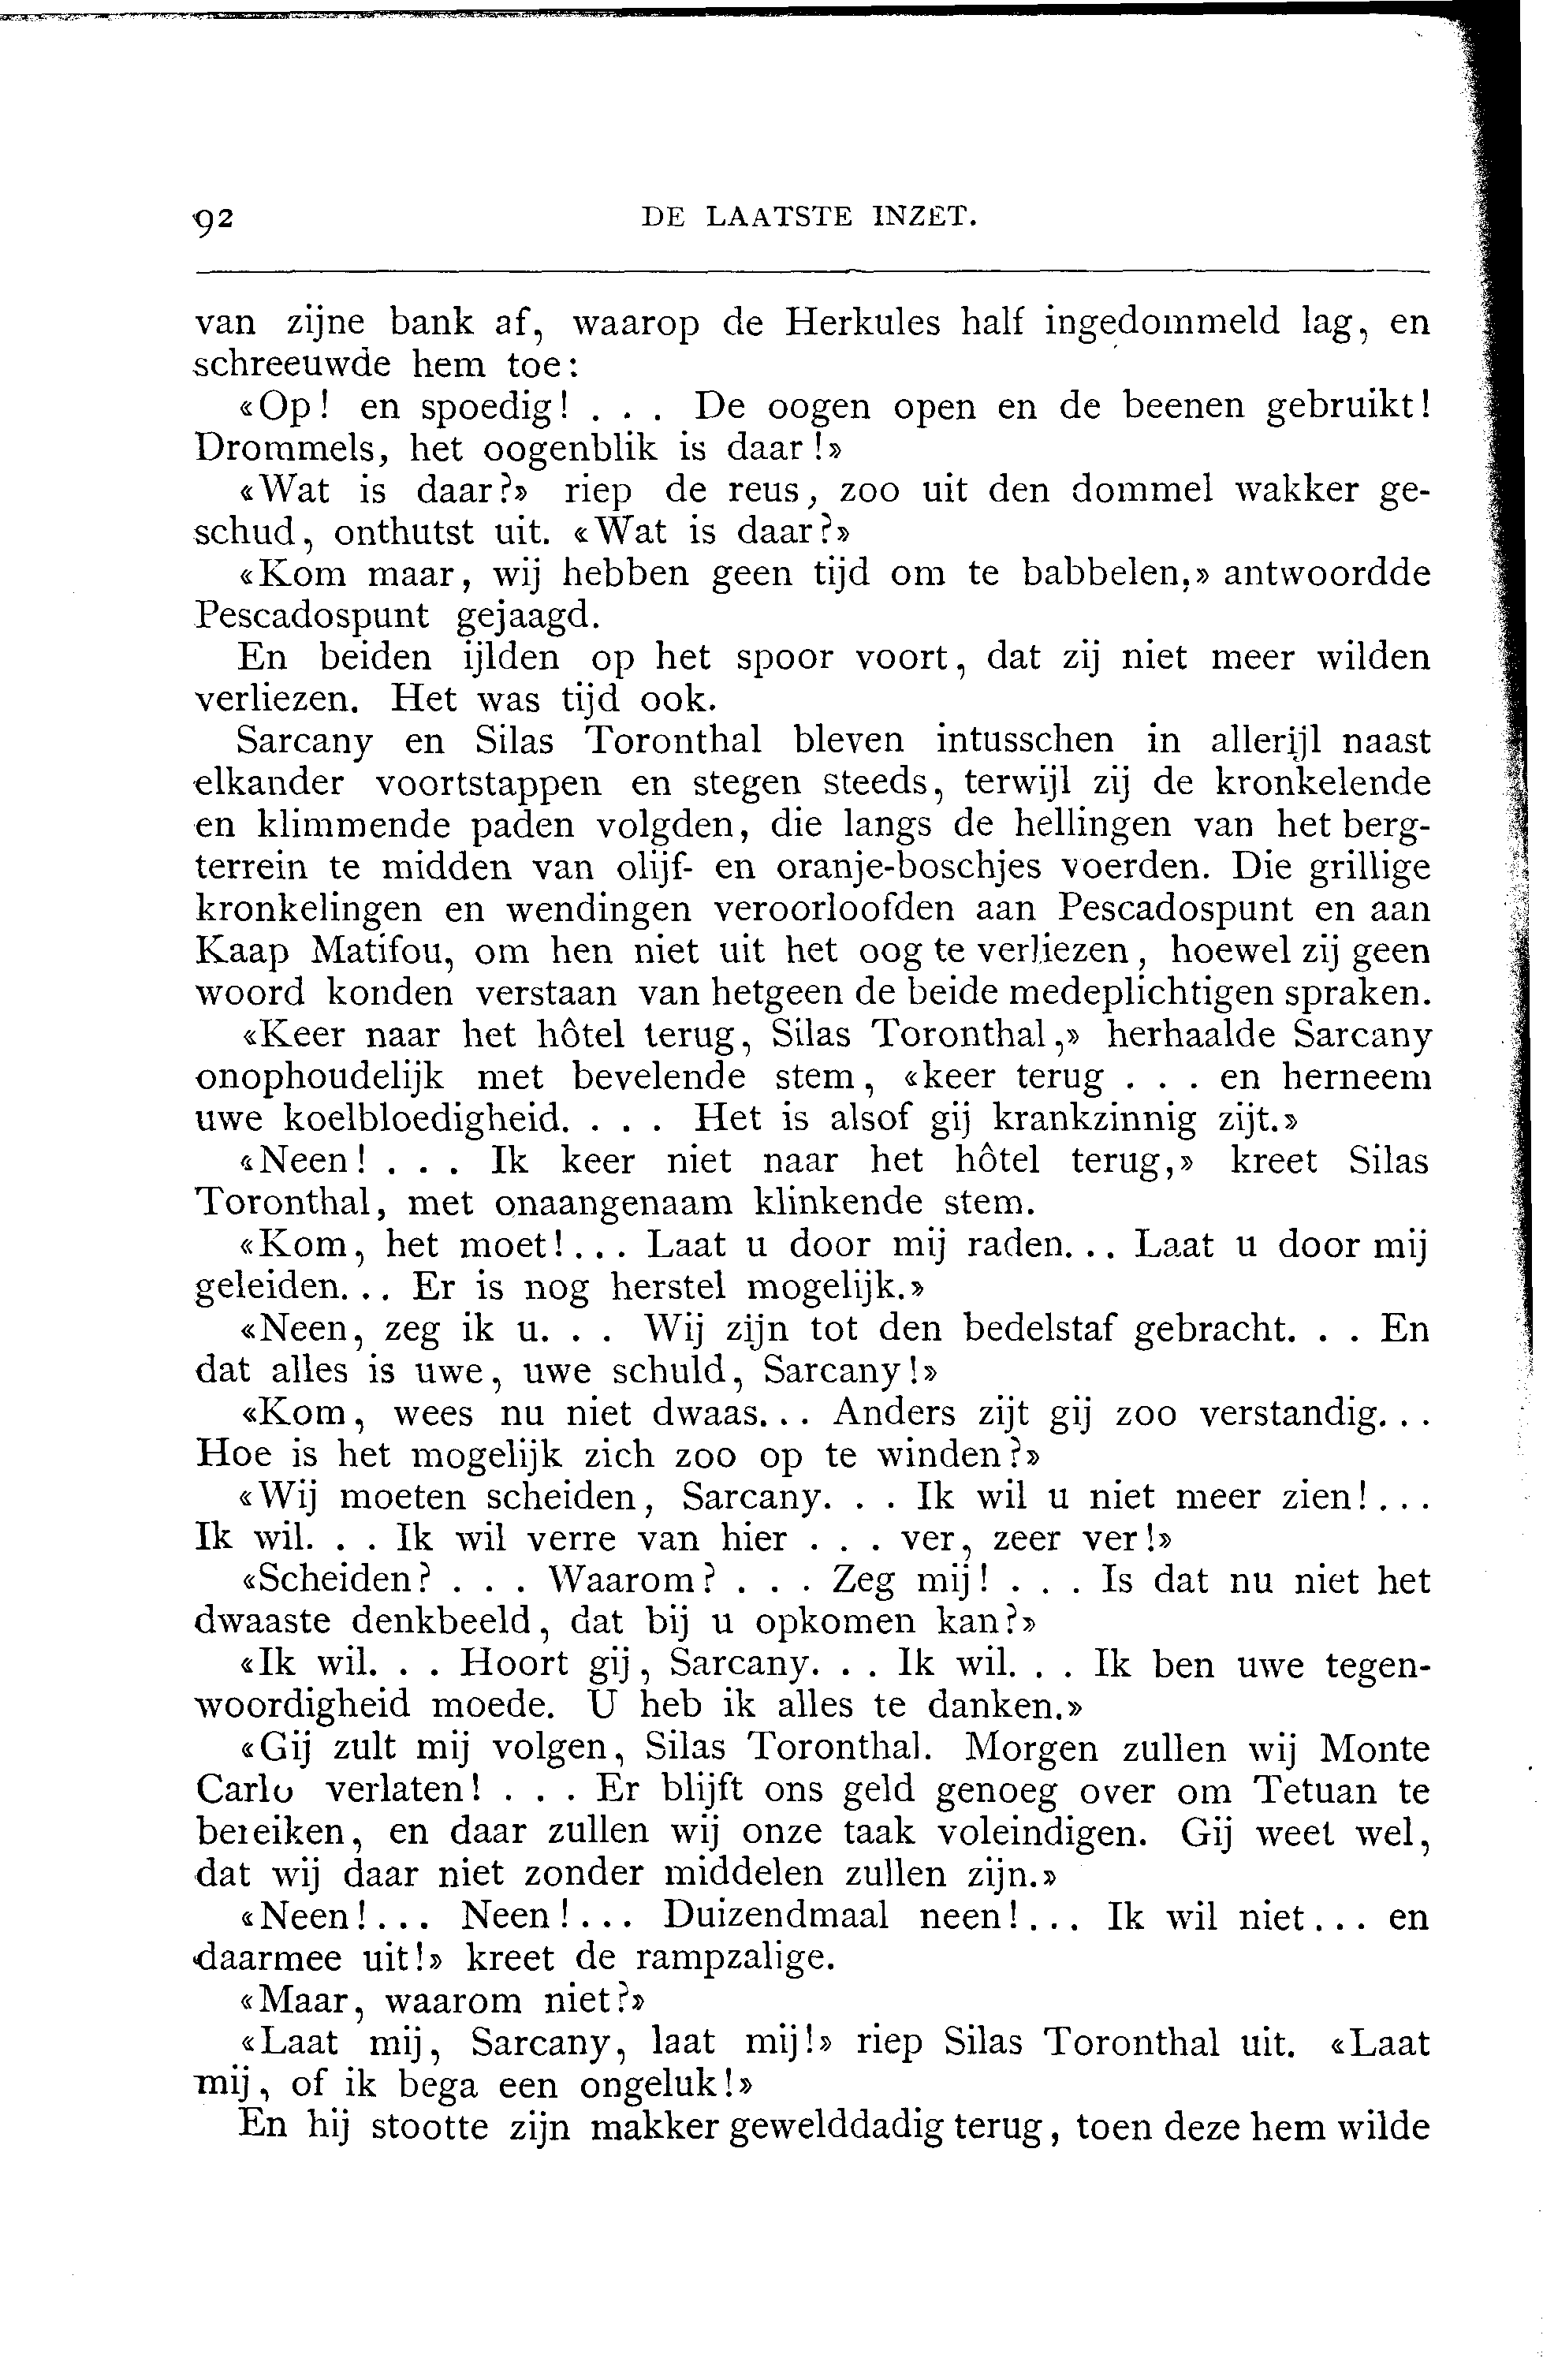 92
DE LAATSTE INZET.
van zijne bank af, waarop de Herkules half ingedommeld lag, en
schreeuwde hem toe:
«Op! en spoedig! . . . De oogen open en de beenen gebruikt!
Drommels, het oogenblik is daar!»
«Wat is daar?» riep de reus, zoo uit den dommel wakker ge-
schud, onthutst uit. «Wat is daar?»
«Kom maar, wij hebben geen tijd om te babbelen,» antwoordde
Pescadospunt gejaagd.
En beiden ijlden op het spoor voort, dat zij niet meer wilden
verliezen. Het was tijd ook.
Sarcany en Silas Toronthal bleven intusschen in allerijl naast
elkander voortstappen en stegen steeds, terwijl zij de kronkelende
en klimmende paden volgden, die langs de hellingen van het berg-
terrein te midden van olijf- en oranje-boschjes voerden. Die grillige
kronkelingen en wendingen veroorloofden aan Pescadospunt en aan
Kaap Matifou, om hen niet uit het oog te verliezen, hoewel zij geen
woord konden verstaan van hetgeen de beide medeplichtigen spraken.
«Keer naar het hôtel terug, Silas Toronthal,» herhaalde Sarcany
onophoudelijk met bevelende stem, «keer terug . . . en herneem
uwe koelbloedigheid. . . . Het is alsof gij krankzinnig zijt.»
«Neen! . . . Ik keer niet naar het hôtel terug,» kreet Silas
Toronthal, met onaangenaam klinkende stem.
«Kom, het moet!... Laat u door mij raden... Laat u door mij
geleiden... Er is nog herstel mogelijk.»
«Neen, zeg ik u. . . Wij zijn tot den bedelstaf gebracht. . . En
dat alles is uwe, uwe schuld, Sarcany!»
«Kom, wees nu niet dwaas... Anders zijt gij zoo verstandig...
Hoe is het mogelijk zich zoo op te winden?»
«Wij moeten scheiden, Sarcany. . . Ik wil u niet meer zien!...
Ik wil. . . Ik wil verre van hier . . . ver, zeer ver!»
«Scheiden? . . . Waarom? . . . Zeg mij! . . . Is dat nu niet het
dwaaste denkbeeld, dat bij u opkomen kan?»
«Ik wil. . . Hoort gij, Sarcany. . . Ik wil. . . Ik ben uwe tegen-
woordigheid moede. U heb ik alles te danken.»
«Gij zult mij volgen, Silas Toronthal. Morgen zullen wij Monte
Carlo verlaten! . . . Er blijft ons geld genoeg over om Tetuan te
bereiken, en daar zullen wij onze taak voleindigen. Gij weet wel,
dat wij daar niet zonder middelen zullen zijn.»
«Neen!... Neen!... Duizendmaal neen!... Ik wil niet... en
daarmee uit!» kreet de rampzalige.
«Maar, waarom niet?»
«Laat mij, Sarcany, laat mij!» riep Silas Toronthal uit. «Laat
mij, of ik bega een ongeluk!»
En hij stootte zijn makker gewelddadig terug, toen deze hem wilde